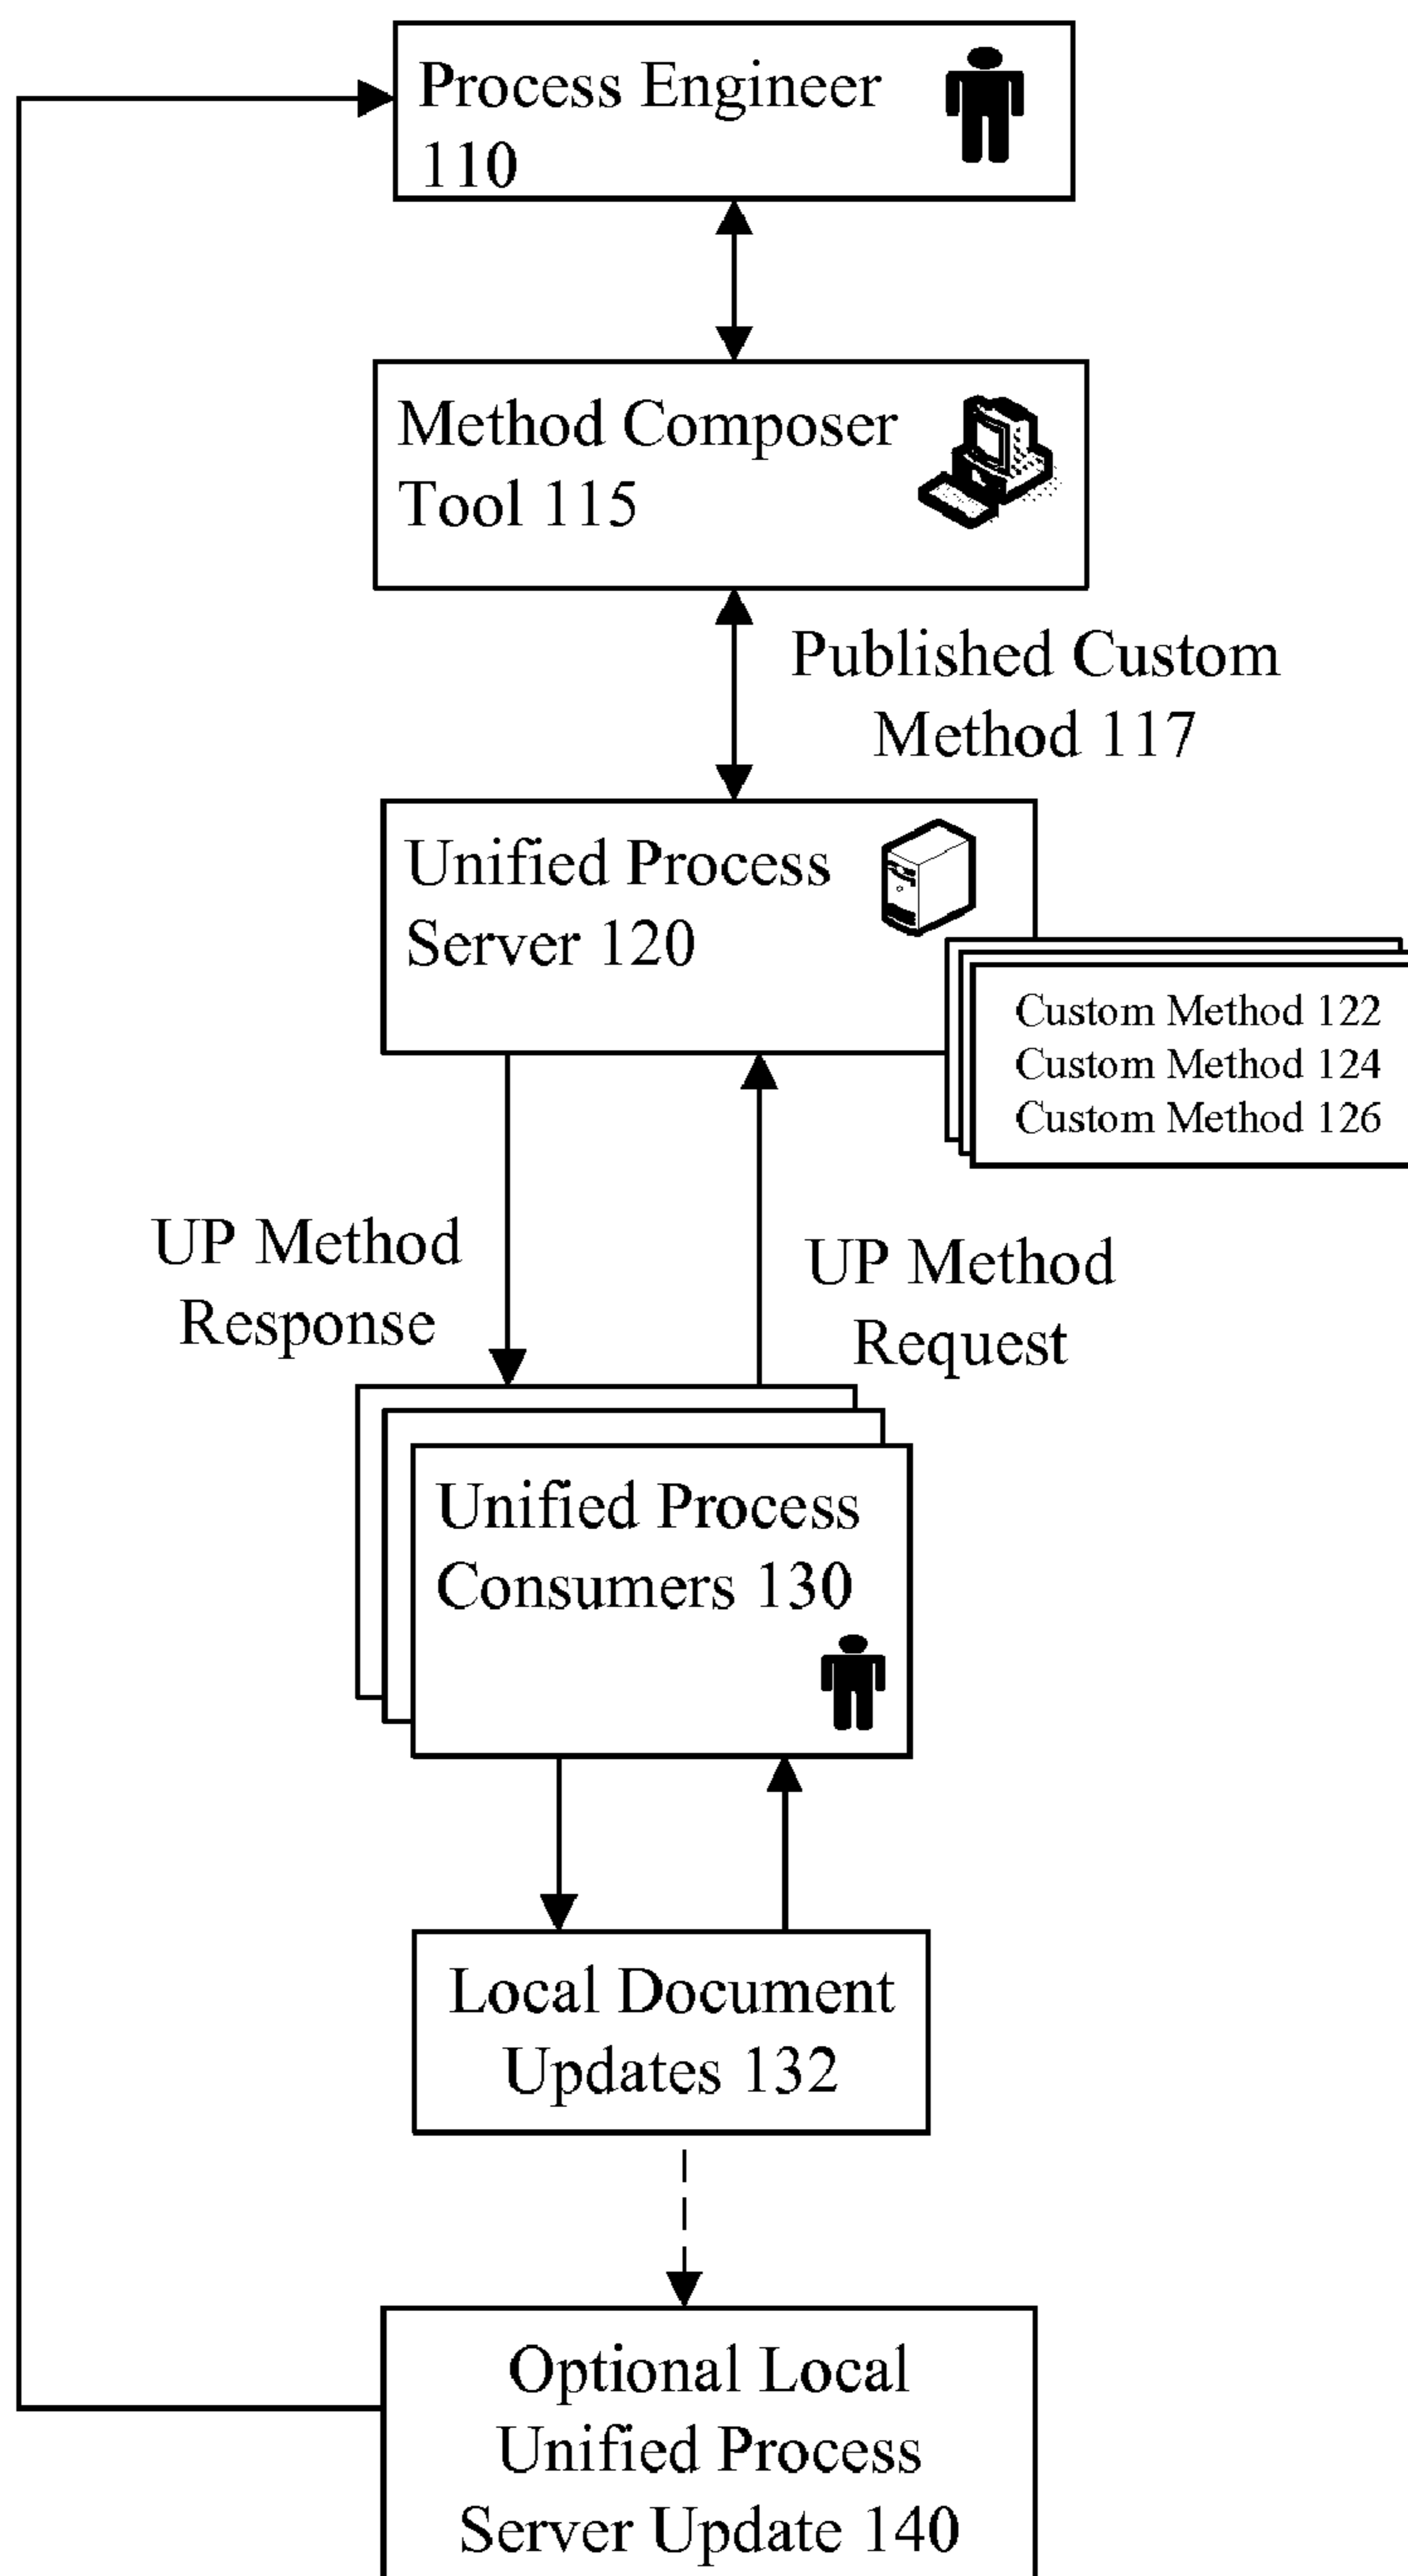 Process Engineer
110
Method Composer
Tool 115
Published Custom
Method 117
Unified Process
Server 120
Custom Method 122
Custom Method 124
Custom Method 126
UP Method
Response
UP Method
Request
Unified Process
Consumers 130
Local Document
Updates 132
Optional Local
Unified Process
Server Update 140